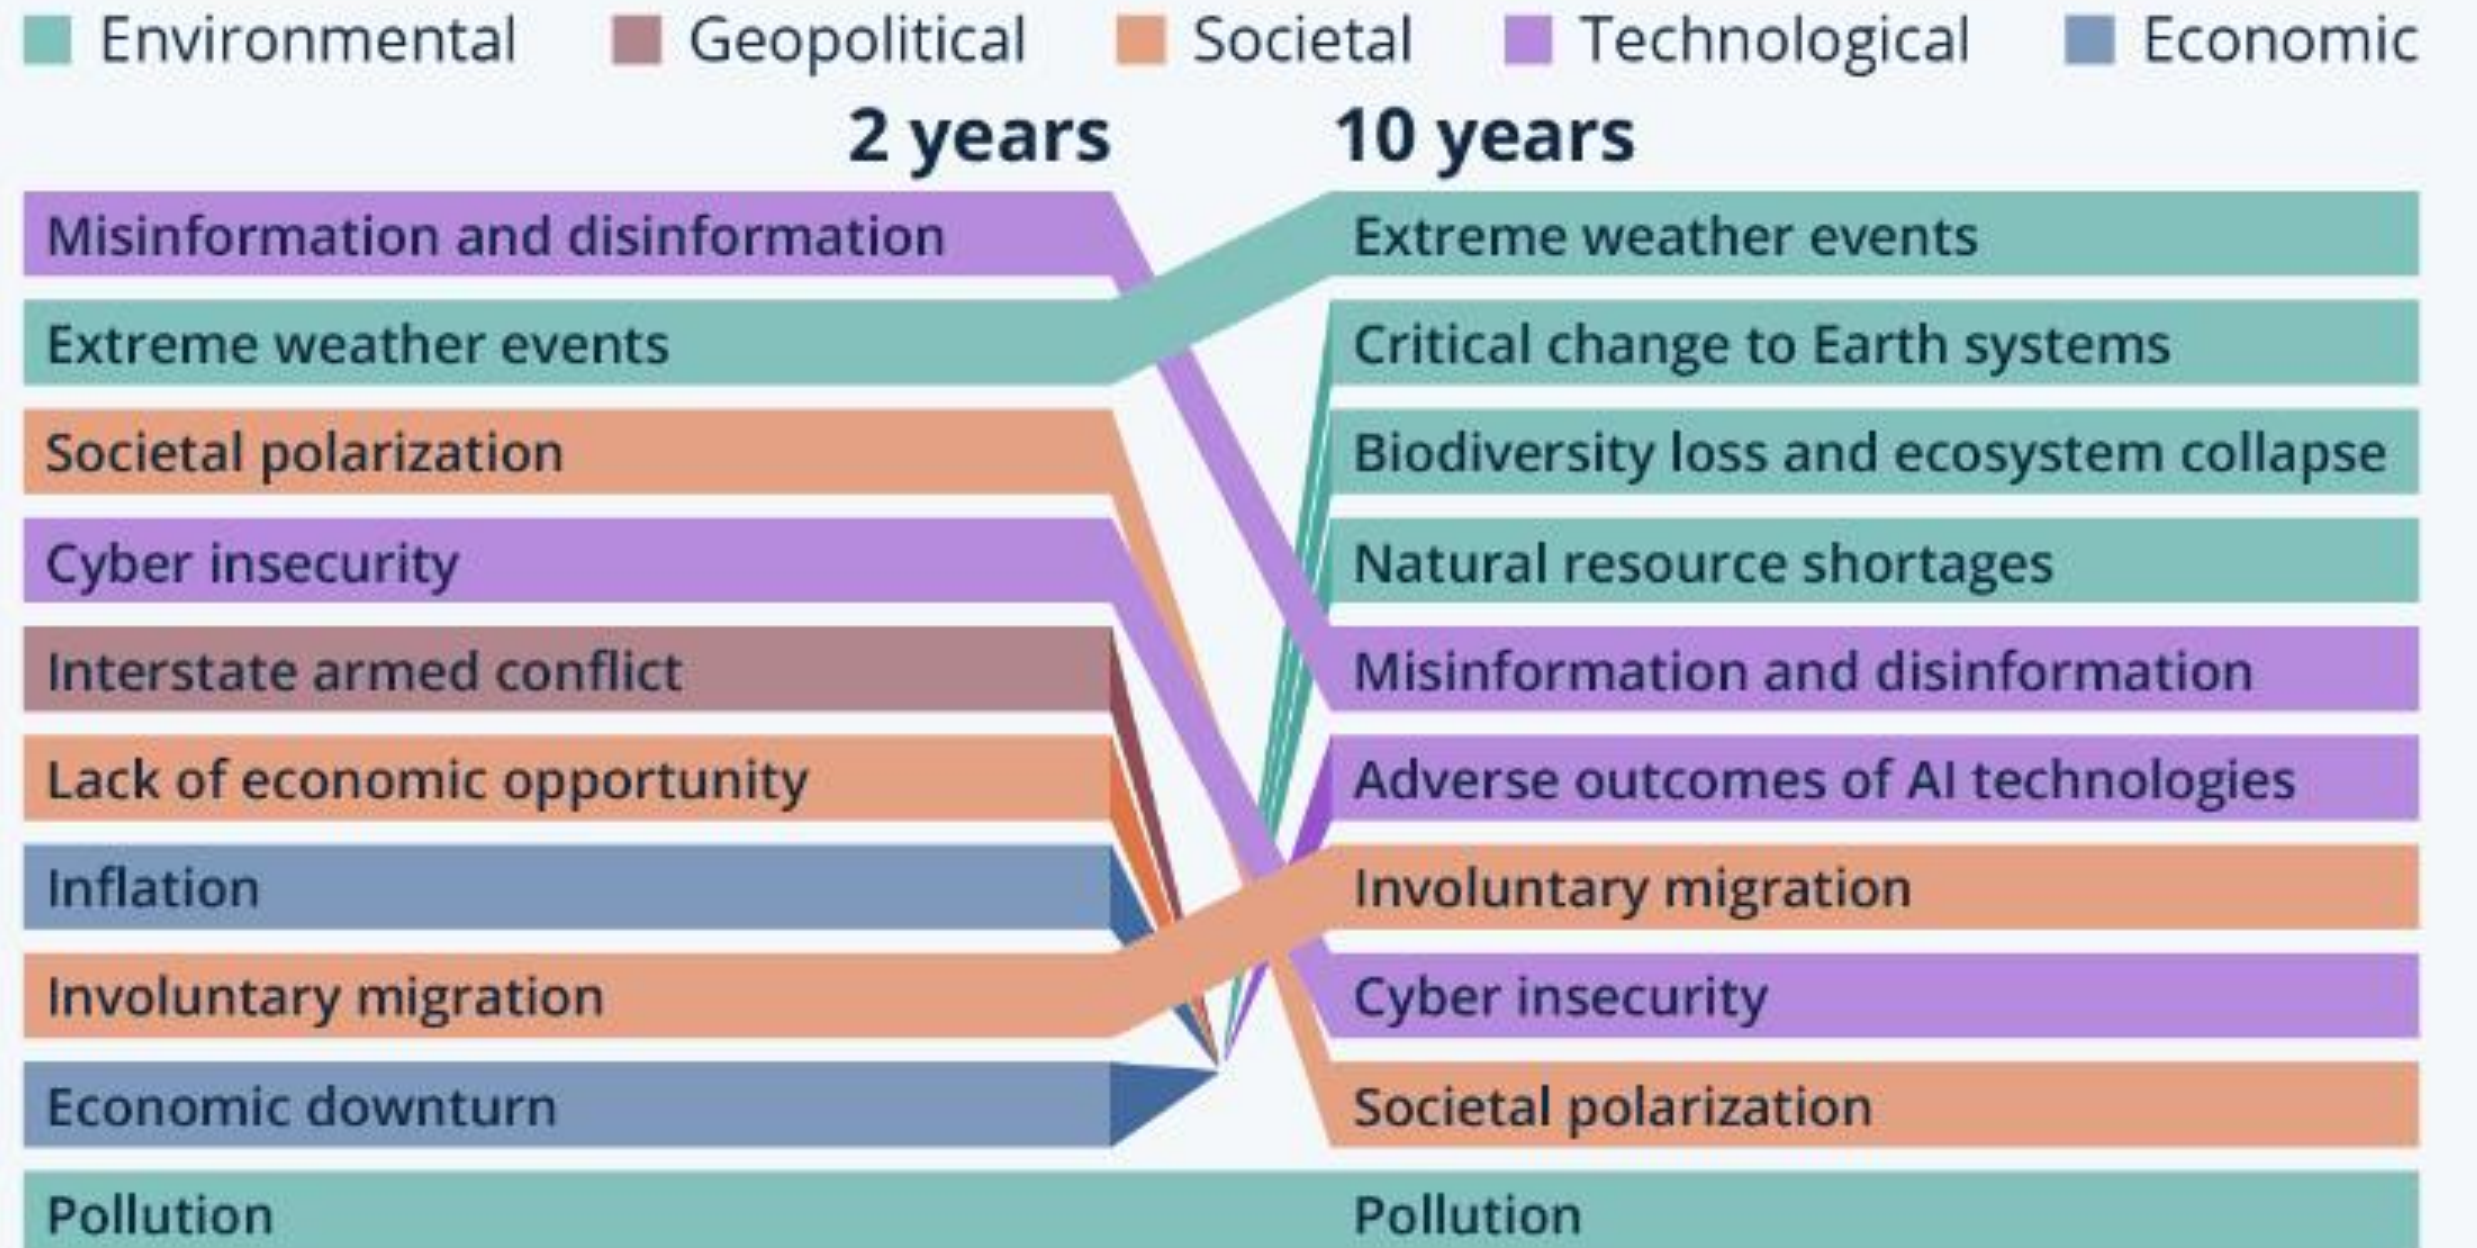 Environmental Geopolitical Societal Technological Economic
2 years 10 years
Misinformation and disinformation
Extreme weather events
Societal polarization
Cyber insecurity
Interstate armed conflict
Lack of economic opportunity
Inflation
Involuntary migration
Economic downturn
Pollution
Extreme weather events
Critical change to Earth systems
Biodiversity loss and ecosystem collapse
Natural resource shortages
Misinformation and disinformation
Adverse outcomes of AI technologies
Involuntary migration
Cyber insecurity
Societal polarization
Pollution